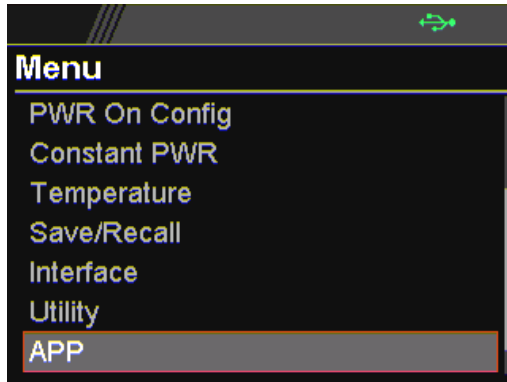 Menu
PWR On Config
Constant PWR
Temperature
Save/Recall
Interface
Utility
APP